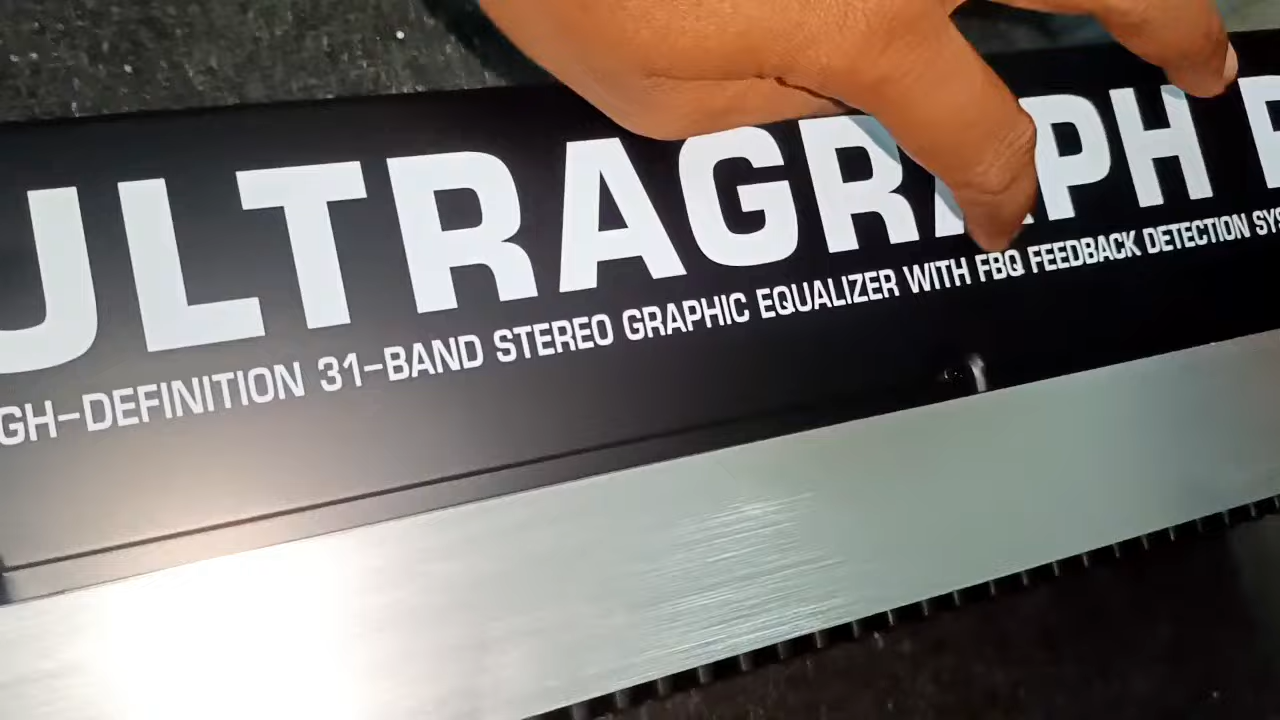 ULTRAGRAPH P
GH-DEFINITION 31-BAND STEREO GRAPHIC EQUALIZER WITH FBQ FEEDBACK DETECTION SYS